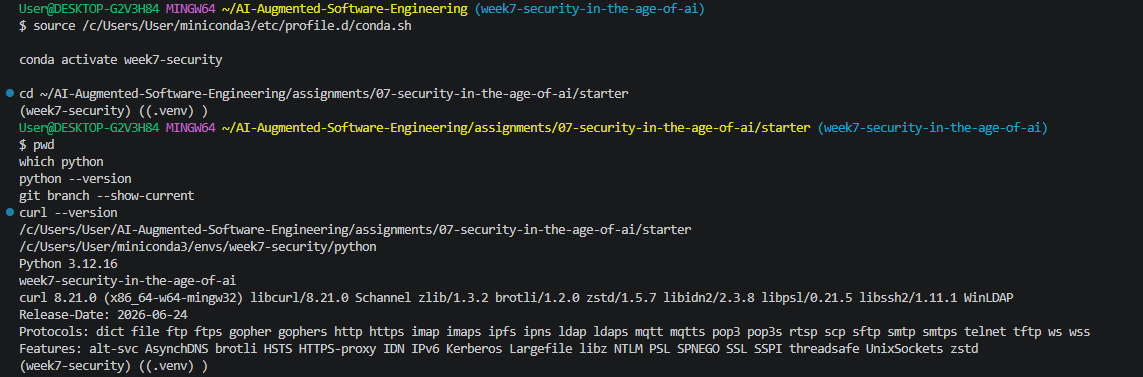 User@DESKTOP-G2V3H84 MINGW64 ~/AI-Augmented-Software-Engineering (week7-security-in-the-age-of-ai)
$ source /c/Users/User/miniconda3/etc/profile.d/conda.sh
conda activate week7-security
cd ~/AI-Augmented-Software-Engineering/assignments/07-security-in-the-age-of-ai/starter
(week7-security) ((.venv) )
User@DESKTOP-G2V3H84 MINGW64 ~/AI-Augmented-Software-Engineering/assignments/07-security-in-the-age-of-ai/starter (week7-security-in-the-age-of-ai)
$ pwd
which python
python --version
git branch --show-current
curl --version
/c/Users/User/AI-Augmented-Software-Engineering/assignments/07-security-in-the-age-of-ai/starter
/c/Users/User/miniconda3/envs/week7-security/python
Python 3.12.16
week7-security-in-the-age-of-ai
curl 8.21.0 (x86_64-w64-mingw32) libcurl/8.21.0 Schannel zlib/1.3.2 brotli/1.2.0 zstd/1.5.7 libidn2/2.3.8 libpsl/0.21.5 libssh2/1.11.1 WinLDAP
Release-Date: 2026-06-24
Protocols: dict file ftp ftps gopher gophers http https imap imaps ipfs ipns ldap ldaps mqtt mqtts pop3 pop3s rtsp scp sftp smtp smtps telnet tftp ws wss
Features: alt-svc AsynchDNS brotli HSTS HTTPS-proxy IDN IPv6 Kerberos Largefile libz NTLM PSL SPNEGO SSL SSPI threadsafe UnixSockets zstd
(week7-security) ((.venv) )